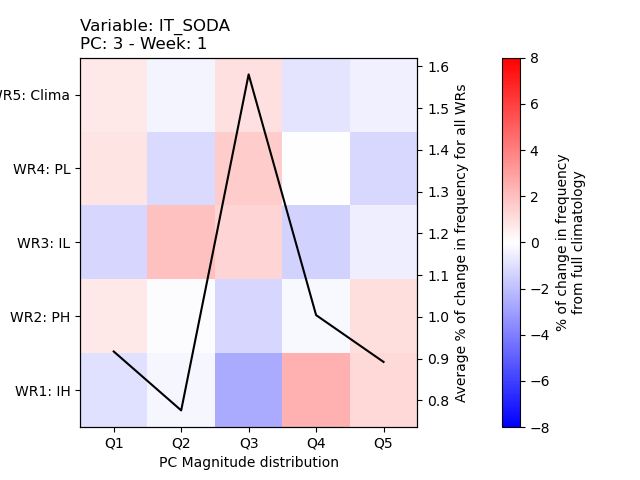 Variable: IT_SODA
PC: 3 - Week: 1
WR5: Clima
WR4: PL
WR3: IL
WR2: PH
WR1: IH
Q1 Q2 Q3 Q4 Q5
PC Magnitude distribution
1.6
1.5
1.4
1.3
1.2
1.1
1.0
0.9
0.8
Average % of change in frequency for all WRs
8
6
4
2
0
−2
−4
−6
−8
% of change in frequency
from full climatology